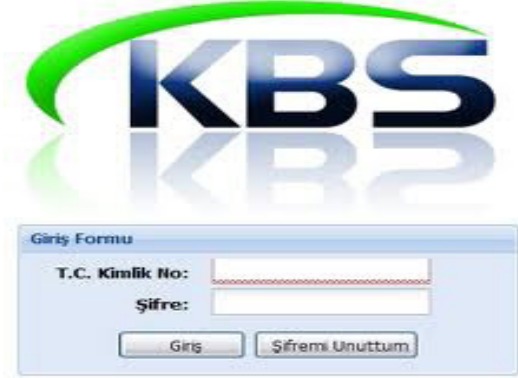 KBS
Giriş Formu
T.C. Kimlik No:
Şifre:
Giriş Şifremi Unuttum